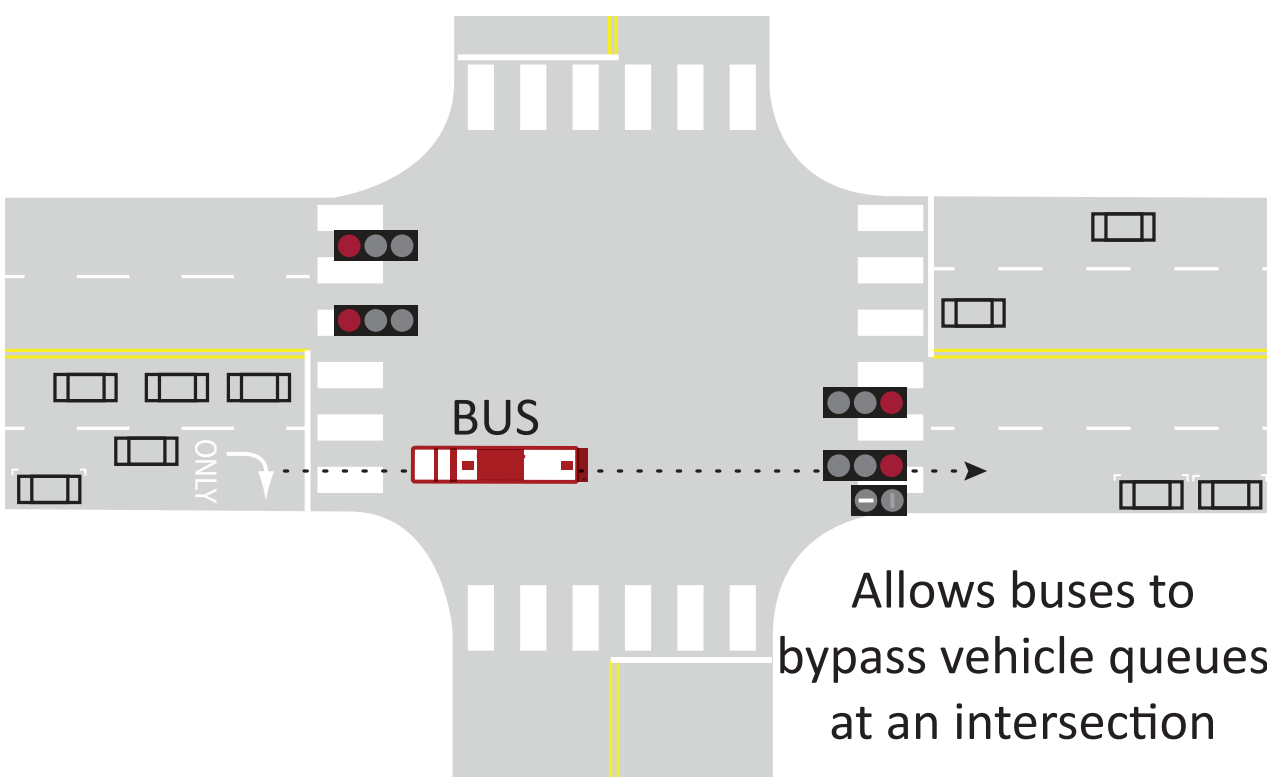 BUS
ONLY
Allows buses to
bypass vehicle queues
at an intersection